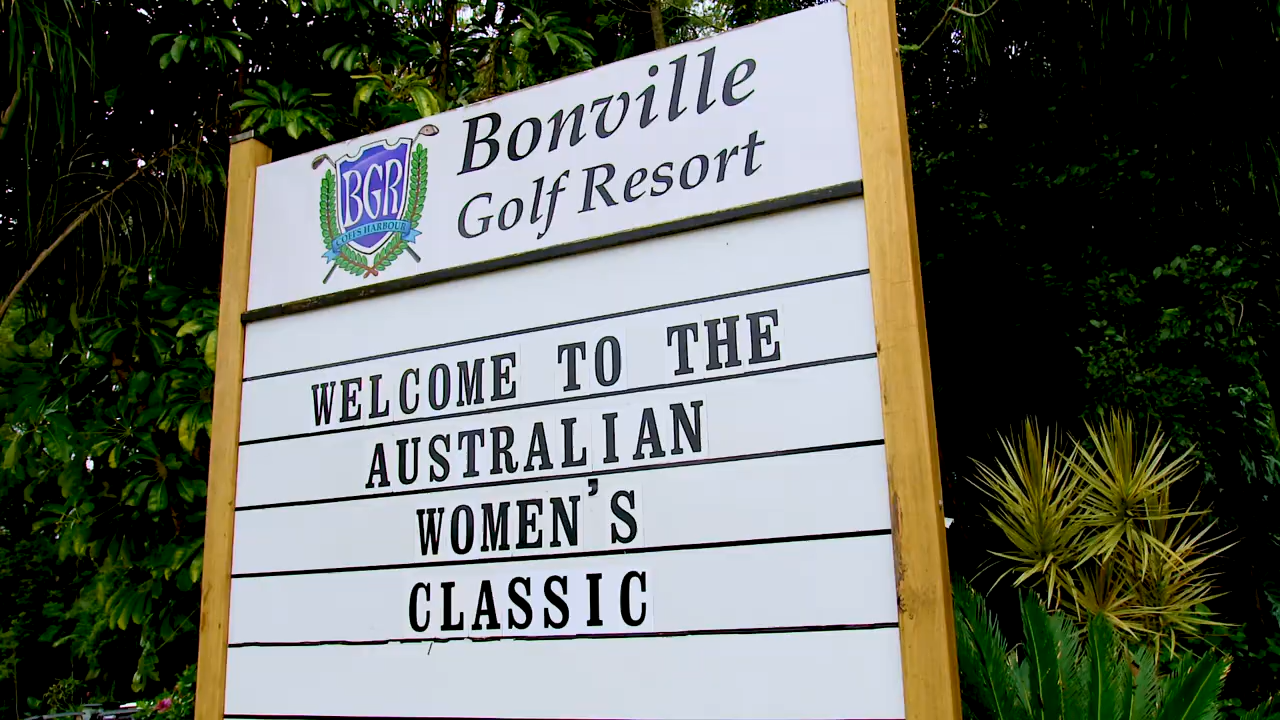 Bonville
Golf Resort
BGR
COFFS HARBOUR
WELCOME TO THE
AUSTRALIAN
WOMEN'S
CLASSIC